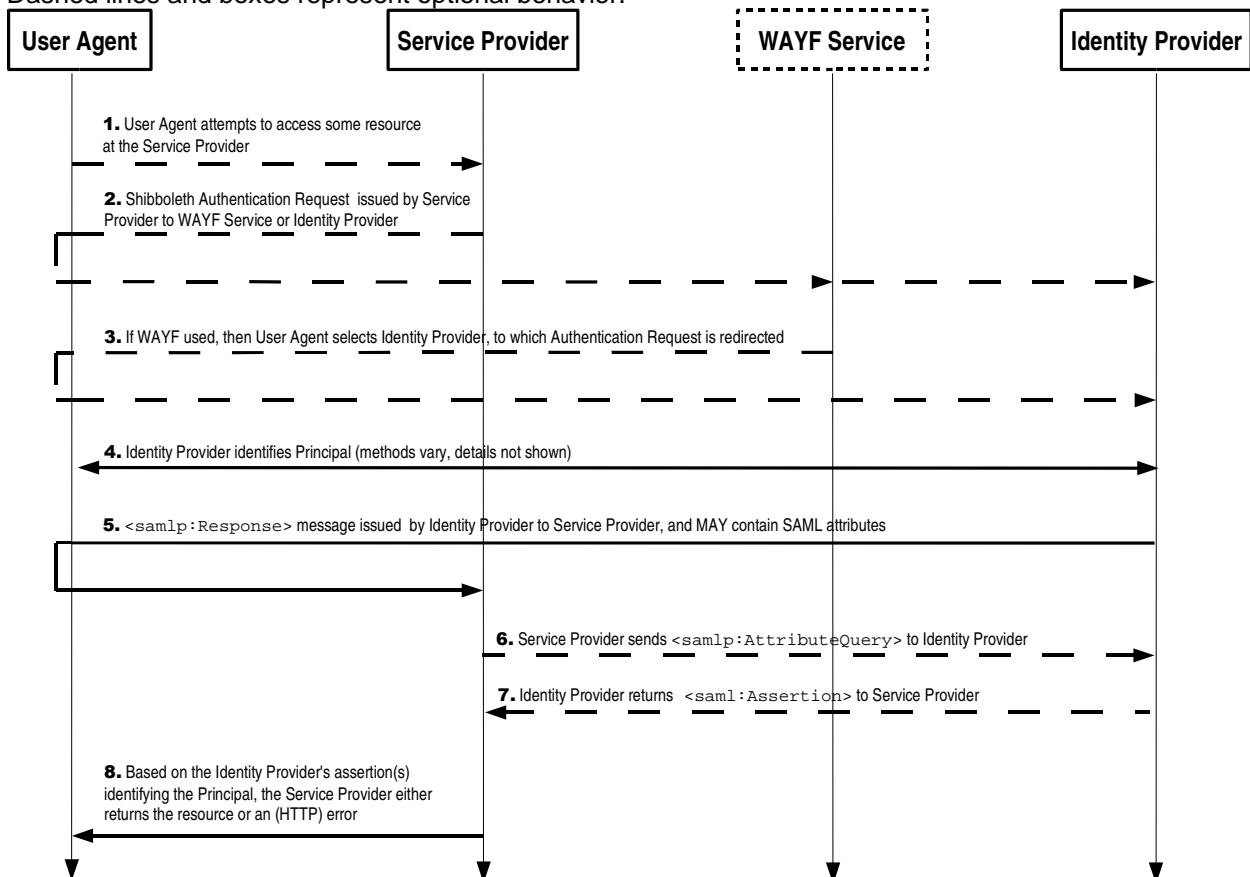 Dashed lines and boxes represent optional behavior.
User Agent
Service Provider
WAYF Service
Identity Provider
1. User Agent attempts to access some resource
at the Service Provider
2. Shibboleth Authentication Request issued by Service
Provider to WAYF Service or Identity Provider
3. If WAYF used, then User Agent selects Identity Provider, to which Authentication Request is redirected
4. Identity Provider identifies Principal (methods vary, details not shown)
5. <samlp:Response> message issued by Identity Provider to Service Provider, and MAY contain SAML attributes
6. Service Provider sends <samlp:AttributeQuery> to Identity Provider
7. Identity Provider returns <saml:Assertion> to Service Provider
8. Based on the Identity Provider's assertion(s)
identifying the Principal, the Service Provider either
returns the resource or an (HTTP) error